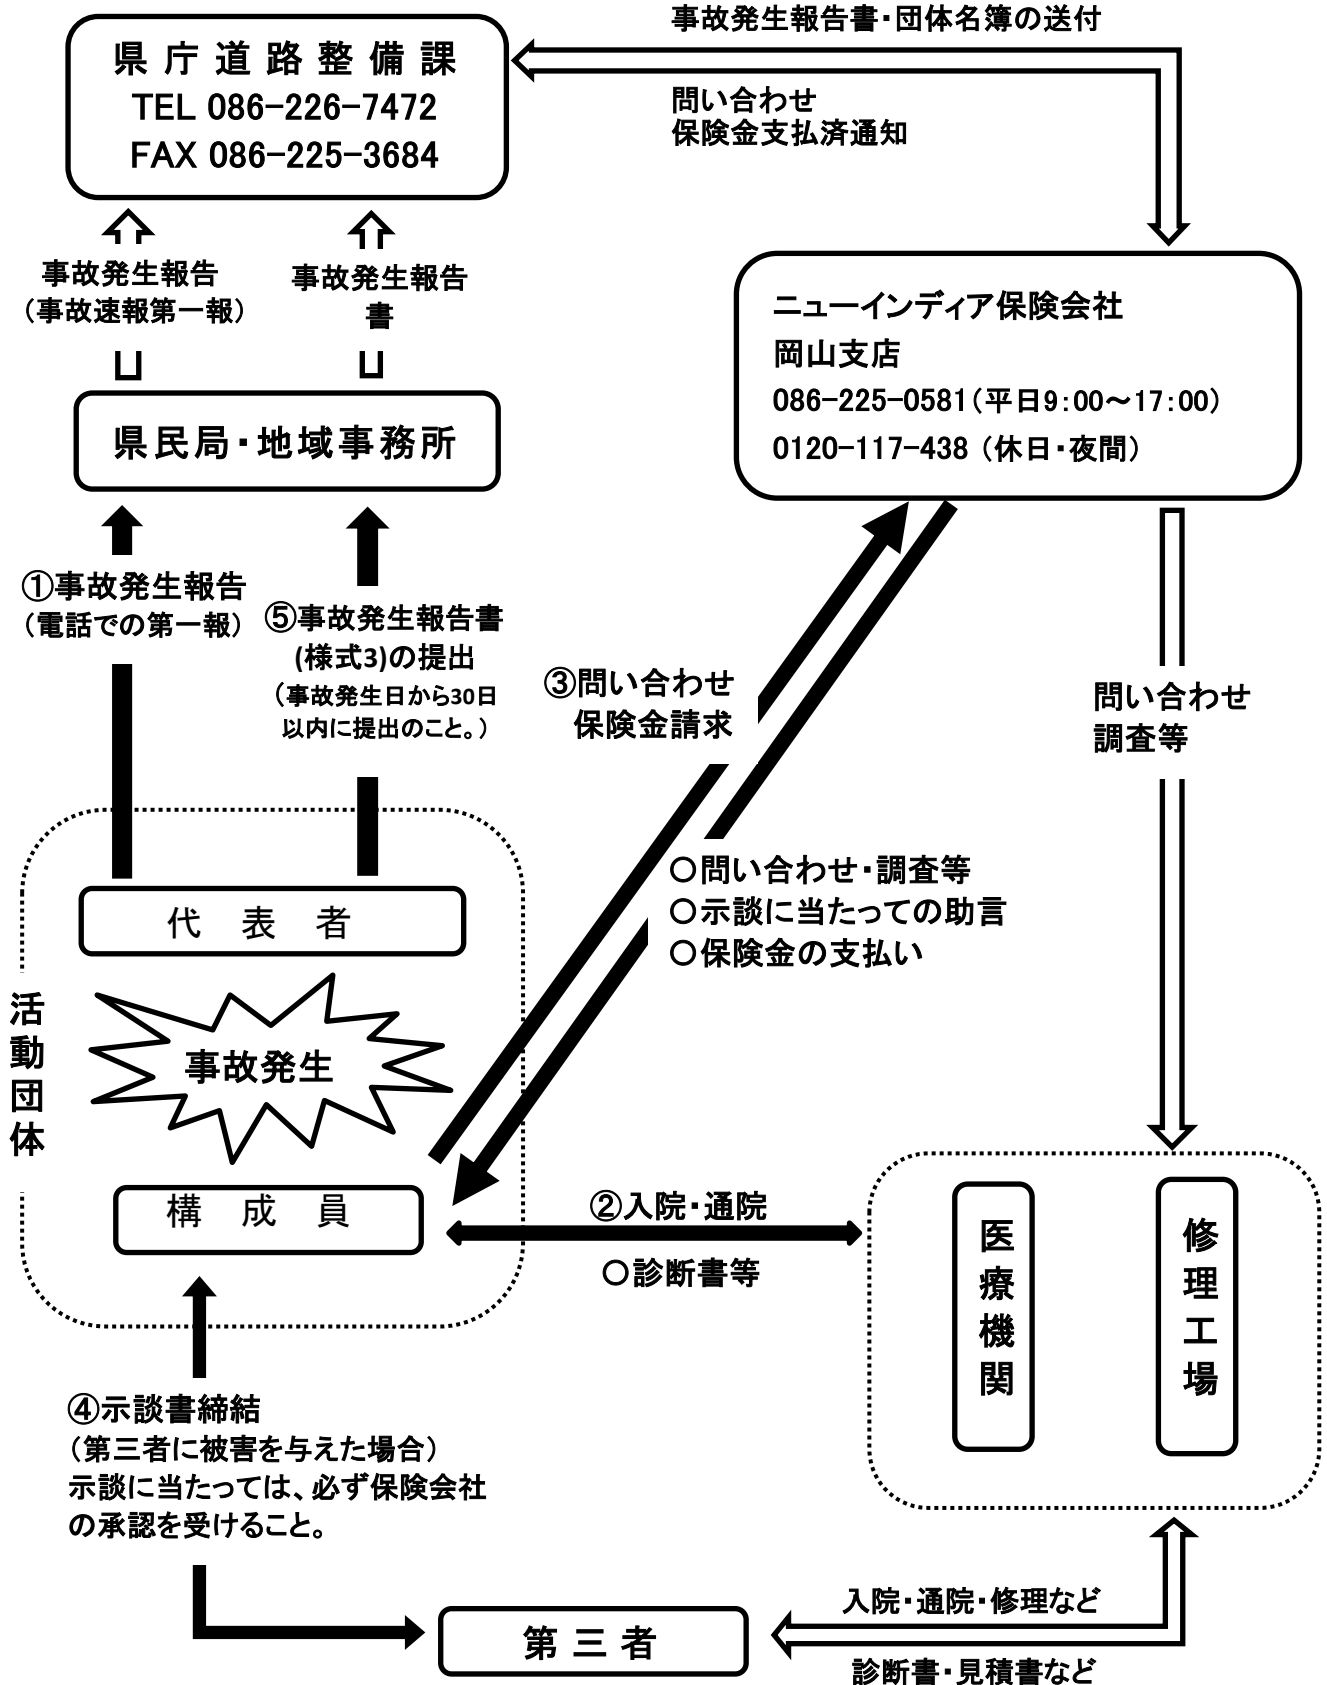 事故発生報告書・団体名簿の送付
県庁道路整備課
TEL 086-226-7472
FAX 086-225-3684
問い合わせ
保険金支払済通知
事故発生報告
（事故速報第一報）
事故発生報告
書
ニューインディア保険会社
岡山支店
086-225-0581（平日9：00～17：00）
0120-117-438（休日・夜間）
県民局・地域事務所
①事故発生報告
（電話での第一報）
⑤事故発生報告書
(様式3)の提出
（事故発生日から30日
以内に提出のこと。）
③問い合わせ
保険金請求
問い合わせ
調査等
○問い合わせ・調査等
○示談に当たっての助言
○保険金の支払い
代表者
活動団体
事故発生
構成員
②入院・通院
○診断書等
医療機関
修理工場
④示談書締結
（第三者に被害を与えた場合）
示談に当たっては、必ず保険会社
の承認を受けること。
第三者
入院・通院・修理など
診断書・見積書など